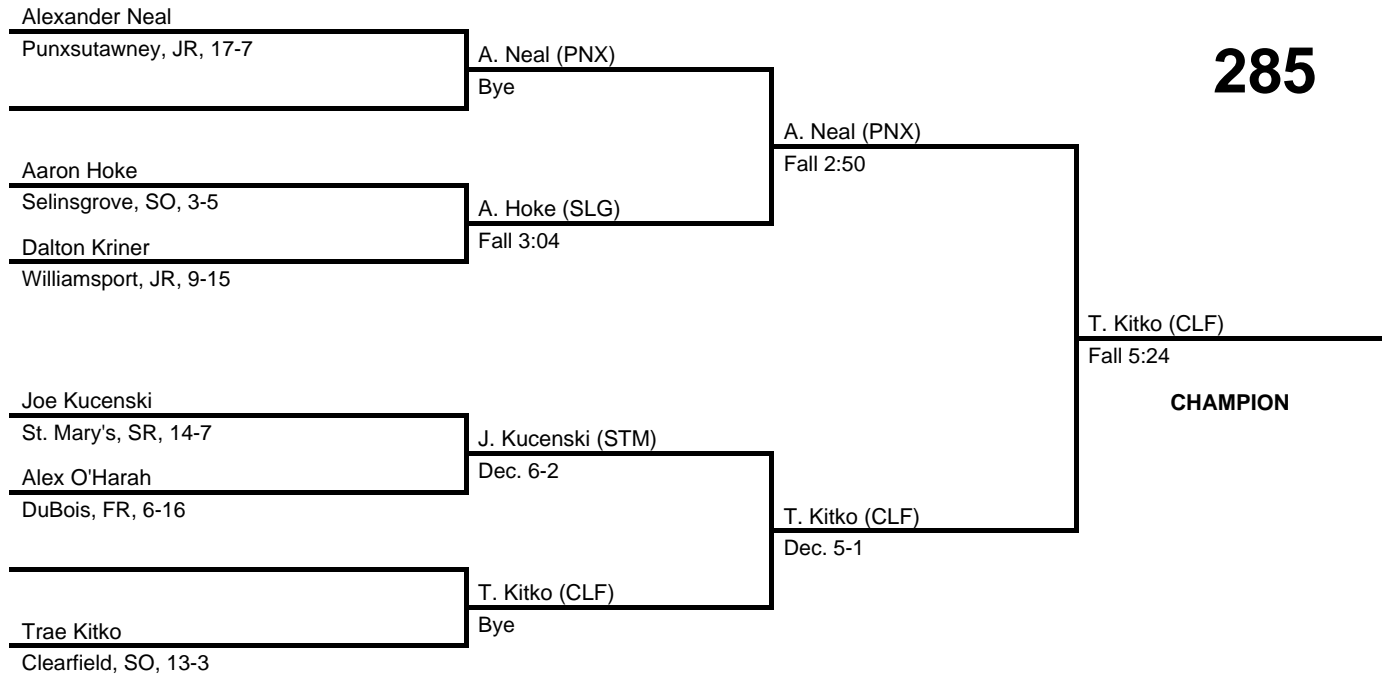 Alexander Neal
Punxsutawney, JR, 17-7
A. Neal (PNX)
Bye
285
A. Neal (PNX)
Fall 2:50
Aaron Hoke
Selinsgrove, SO, 3-5
A. Hoke (SLG)
Fall 3:04
Dalton Kriner
Williamsport, JR, 9-15
T. Kitko (CLF)
Fall 5:24
CHAMPION
Joe Kucenski
St. Mary's, SR, 14-7
J. Kucenski (STM)
Dec. 6-2
Alex O'Harah
DuBois, FR, 6-16
T. Kitko (CLF)
Dec. 5-1
T. Kitko (CLF)
Bye
Trae Kitko
Clearfield, SO, 13-3